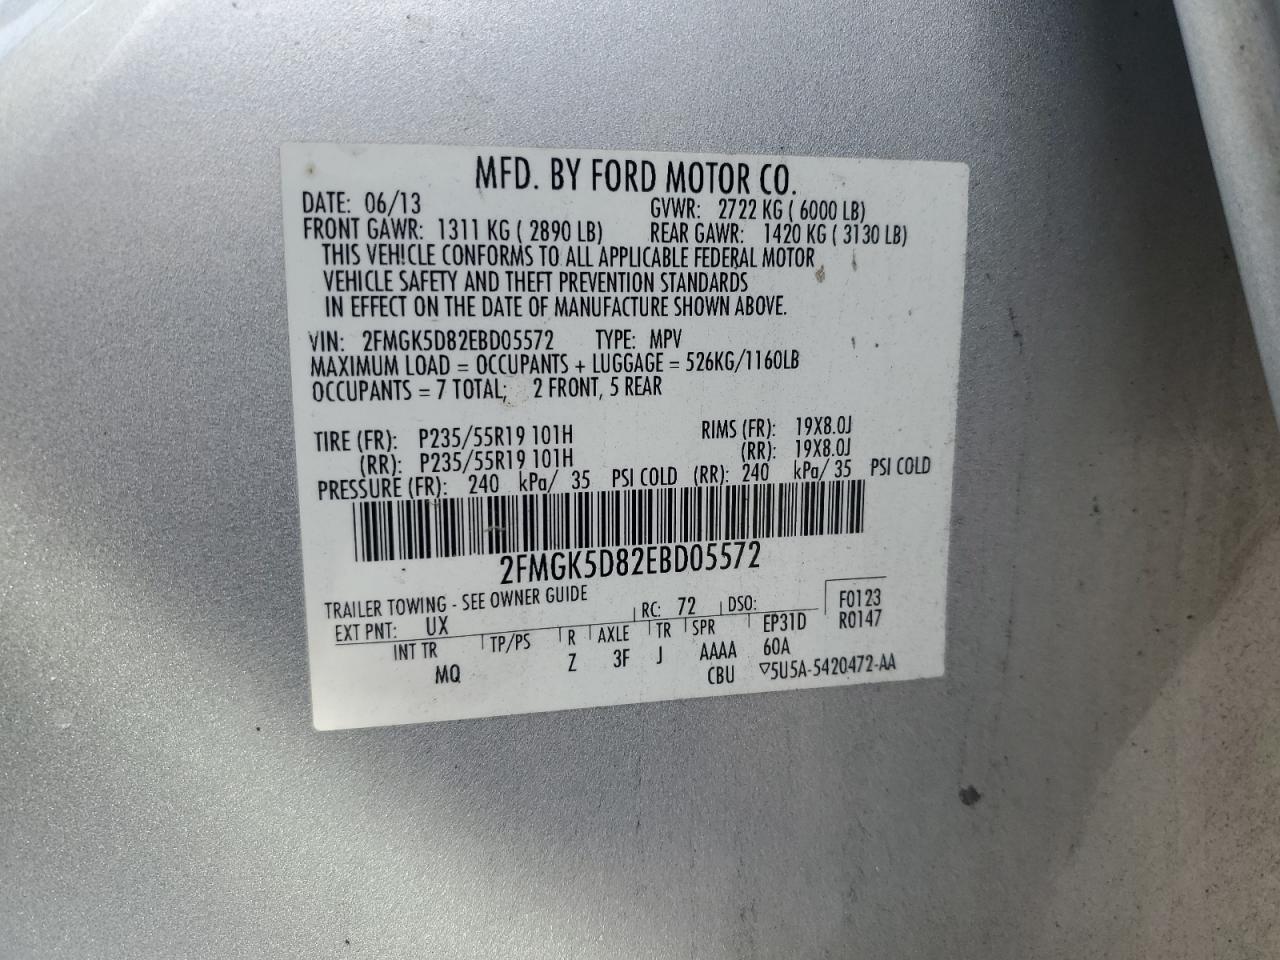 MFD. BY FORD MOTOR CO.
DATE: 06/13 GVWR: 2722 KG ( 6000 LB)
FRONT GAWR: 1311 KG ( 2890 LB) REAR GAWR: 1420 KG ( 3130 LB)
THIS VEHICLE CONFORMS TO ALL APPLICABLE FEDERAL MOTOR
VEHICLE SAFETY AND THEFT PREVENTION STANDARDS
IN EFFECT ON THE DATE OF MANUFACTURE SHOWN ABOVE.
VIN: 2FMGK5D82EBD05572 TYPE: MPV
MAXIMUM LOAD = OCCUPANTS + LUGGAGE = 526KG/1160LB
OCCUPANTS = 7 TOTAL; 2 FRONT, 5 REAR
TIRE (FR): P235/55R19 101H RIMS (FR): 19X8.0J
(RR): P235/55R19 101H (RR): 19X8.0J
PRESSURE (FR): 240 kPa/ 35 PSI COLD (RR): 240 kPa/ 35 PSI COLD
2FMGK5D82EBD05572
TRAILER TOWING - SEE OWNER GUIDE
EXT PNT: UX RC: 72 DSO: F0123
R0147
INT TR TP/PS R AXLE TR SPR EP31D
MQ Z 3F J AAAA 60A
CBU ▽5U5A-5420472-AA